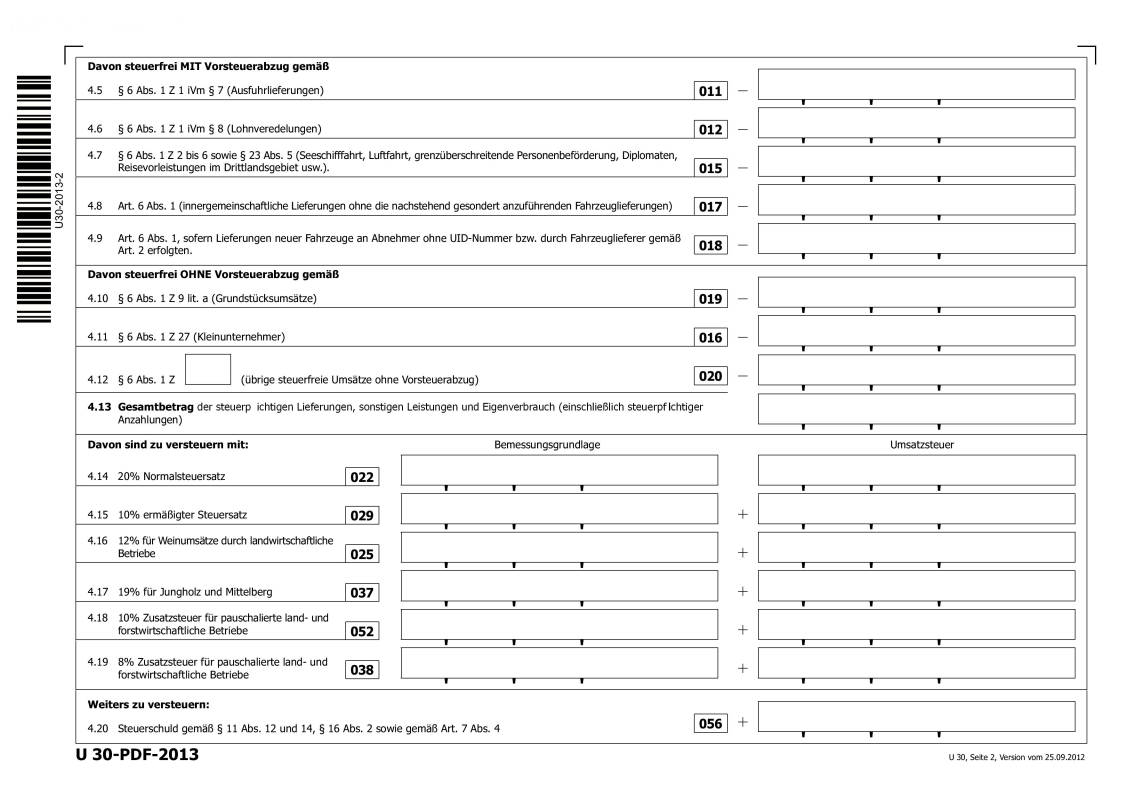 U30-2013-2
Davon steuerfrei MIT Vorsteuerabzug gemäß
4.5 § 6 Abs. 1 Z 1 iVm § 7 (Ausfuhrlieferungen) 011 –
4.6 § 6 Abs. 1 Z 1 iVm § 8 (Lohnveredelungen) 012 –
4.7 § 6 Abs. 1 Z 2 bis 6 sowie § 23 Abs. 5 (Seeschifffahrt, Luftfahrt, grenzüberschreitende Personenbeförderung, Diplomaten,
Reisevorleistungen im Drittlandsgebiet usw.). 015 –
4.8 Art. 6 Abs. 1 (innergemeinschaftliche Lieferungen ohne die nachstehend gesondert anzuführenden Fahrzeuglieferungen) 017 –
4.9 Art. 6 Abs. 1, sofern Lieferungen neuer Fahrzeuge an Abnehmer ohne UID-Nummer bzw. durch Fahrzeuglieferer gemäß
Art. 2 erfolgten. 018 –
Davon steuerfrei OHNE Vorsteuerabzug gemäß
4.10 § 6 Abs. 1 Z 9 lit. a (Grundstücksumsätze) 019 –
4.11 § 6 Abs. 1 Z 27 (Kleinunternehmer) 016 –
4.12 § 6 Abs. 1 Z (übrige steuerfreie Umsätze ohne Vorsteuerabzug) 020 –
4.13 Gesamtbetrag der steuerp ichtigen Lieferungen, sonstigen Leistungen und Eigenverbrauch (einschließlich steuerpflichtiger
Anzahlungen)
Davon sind zu versteuern mit: Bemessungsgrundlage Umsatzsteuer
4.14 20% Normalsteuersatz 022
4.15 10% ermäßigter Steuersatz 029 +
4.16 12% für Weinumsätze durch landwirtschaftliche
Betriebe 025 +
4.17 19% für Jungholz und Mittelberg 037 +
4.18 10% Zusatzsteuer für pauschalierte land- und
forstwirtschaftliche Betriebe 052 +
4.19 8% Zusatzsteuer für pauschalierte land- und
forstwirtschaftliche Betriebe 038 +
Weiters zu versteuern:
4.20 Steuerschuld gemäß § 11 Abs. 12 und 14, § 16 Abs. 2 sowie gemäß Art. 7 Abs. 4 056 +
U 30-PDF-2013 U 30, Seite 2, Version vom 25.09.2012